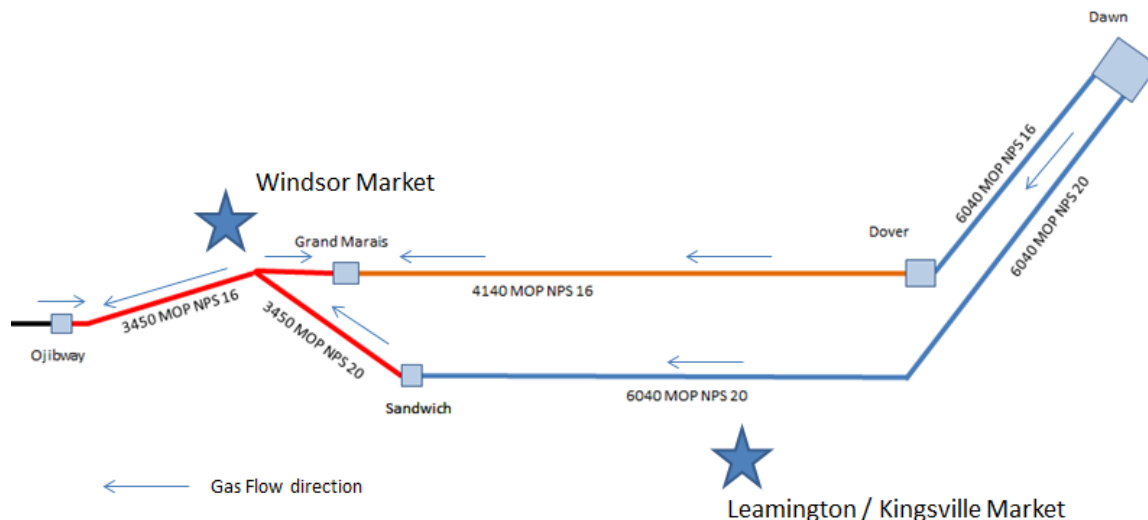 Dawn
6040 MOP NPS 16
6040 MOP NPS 20
Windsor Market
Grand Marais
Dover
4140 MOP NPS 16
3450 MOP NPS 16
Ojibway
3450 MOP NPS 20
Sandwich
6040 MOP NPS 20
Gas Flow direction
Leamington / Kingsville Market